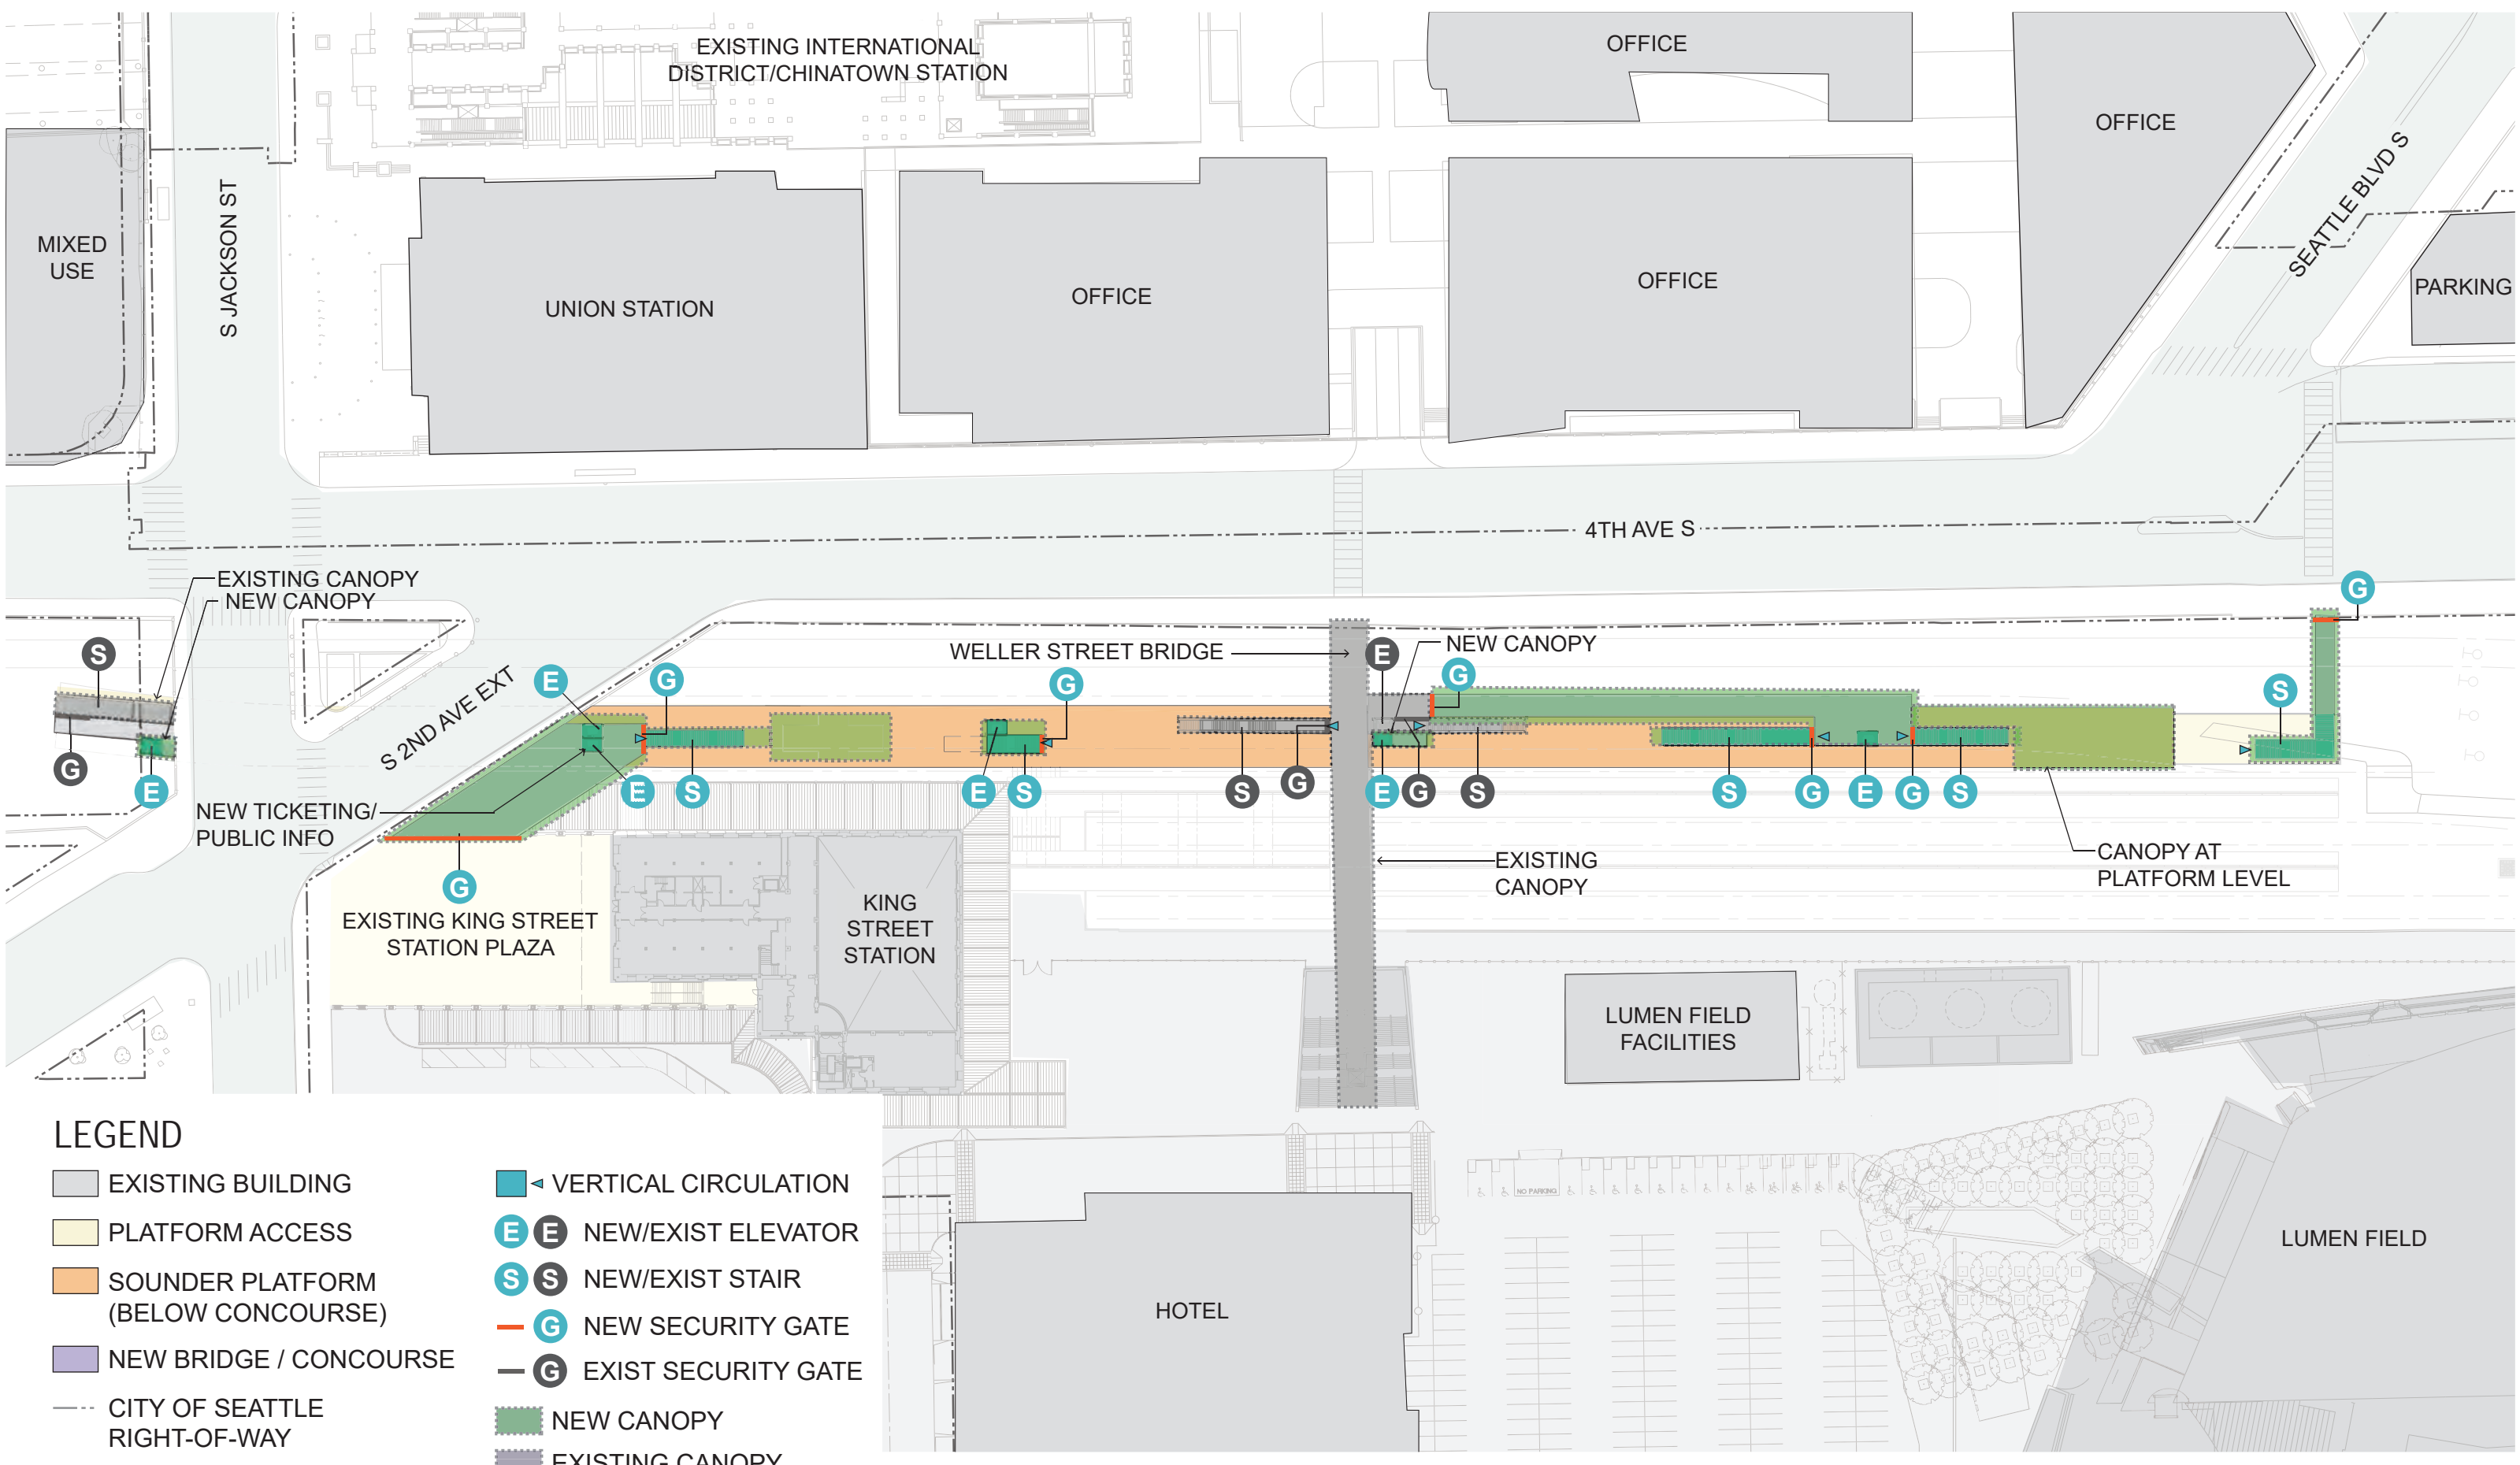 EXISTING INTERNATIONAL
DISTRICT/CHINATOWN STATION
OFFICE
OFFICE
SEATTLE BLVD S
MIXED
USE
S JACKSON ST
UNION STATION
OFFICE
OFFICE
PARKING
4TH AVE S
EXISTING CANOPY
NEW CANOPY
G
S
WELLER STREET BRIDGE
E
NEW CANOPY
S 2ND AVE EXT
E
G
G
G
S
G
E
NEW TICKETING/
PUBLIC INFO
E
S
E
S
S
G
E
G
S
S
G
E
G
S
G
EXISTING
CANOPY
CANOPY AT
PLATFORM LEVEL
EXISTING KING STREET
STATION PLAZA
KING
STREET
STATION
LUMEN FIELD
FACILITIES
NO PARKING
LUMEN FIELD
HOTEL
LEGEND
EXISTING BUILDING
PLATFORM ACCESS
SOUNDER PLATFORM
(BELOW CONCOURSE)
NEW BRIDGE / CONCOURSE
CITY OF SEATTLE
RIGHT-OF-WAY
VERTICAL CIRCULATION
E E NEW/EXIST ELEVATOR
S S NEW/EXIST STAIR
G NEW SECURITY GATE
G EXIST SECURITY GATE
NEW CANOPY
EXISTING CANOPY